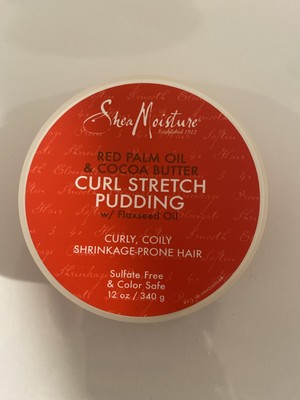 SheaMoisture®
Established 1912
RED PALM OIL
& COCOA BUTTER
CURL STRETCH
PUDDING
w/ Flaxseed Oil
CURLY, COILY
SHRINKAGE-PRONE HAIR
Sulfate Free
& Color Safe
12 oz / 340 g